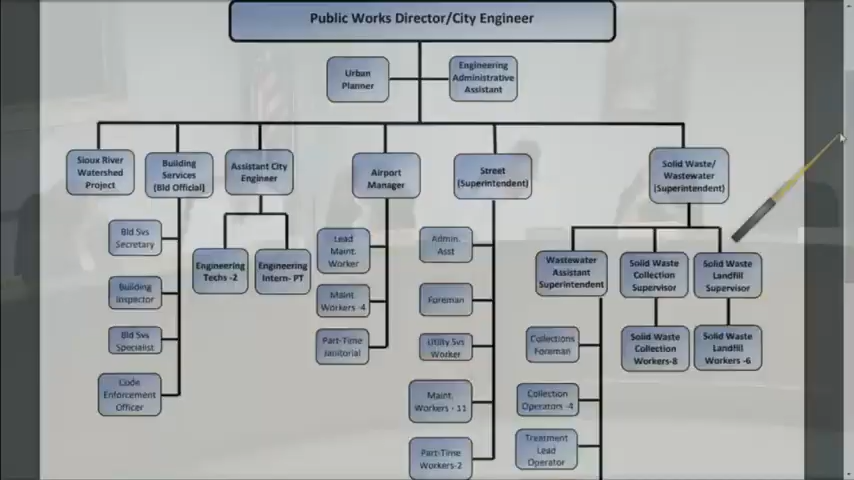 Public Works Director/City Engineer
Urban
Planner
Engineering
Administrative
Assistant
Sioux River
Watershed
Project
Building
Services
(Bld Official)
Assistant City
Engineer
Airport
Manager
Street
(Superintendent)
Solid Waste/
Wastewater
(Superintendent)
Bld Svs
Secretary
Building
Inspector
Bld Svs
Specialist
Code
Enforcement
Officer
Engineering
Techs -2
Engineering
Intern- PT
Lead
Maint.
Worker
Maint.
Workers -4
Part-Time
Janitorial
Admin.
Asst
Foreman
Utility Svs
Worker
Maint.
Workers - 11
Part-Time
Workers-2
Wastewater
Assistant
Superintendent
Collections
Foreman
Collection
Operators -4
Treatment
Lead
Operator
Solid Waste
Collection
Supervisor
Solid Waste
Collection
Workers-8
Solid Waste
Landfill
Supervisor
Solid Waste
Landfill
Workers -6